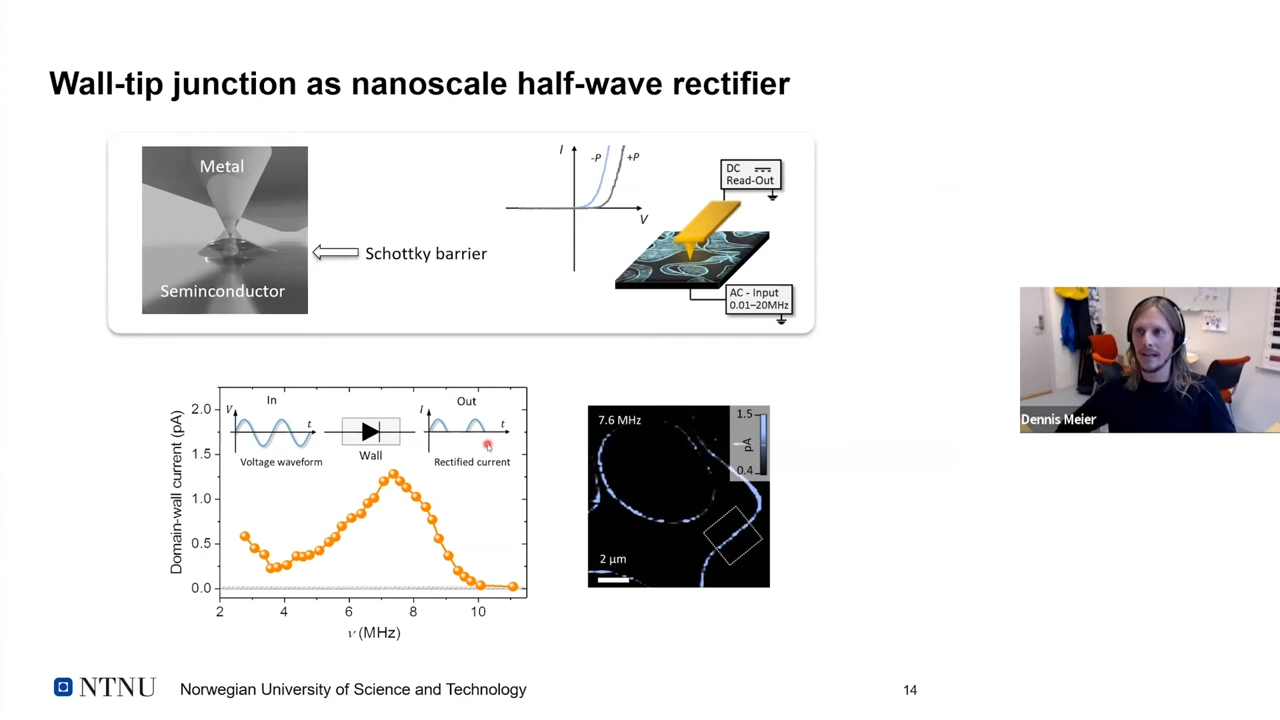 Wall-tip junction as nanoscale half-wave rectifier
Metal
Seminconductor
Schottky barrier
I
-P
+P
V
DC
Read-Out
AC - Input
0.01–20MHz
Domain-wall current (pA)
2.0
1.5
1.0
0.5
0.0
2
4
6
8
10
ν (MHz)
In
V
t
Voltage waveform
Wall
Out
I
t
Rectified current
7.6 MHz
1.5
pA
0.4
2 μm
Dennis Meier
NTNU
Norwegian University of Science and Technology
14